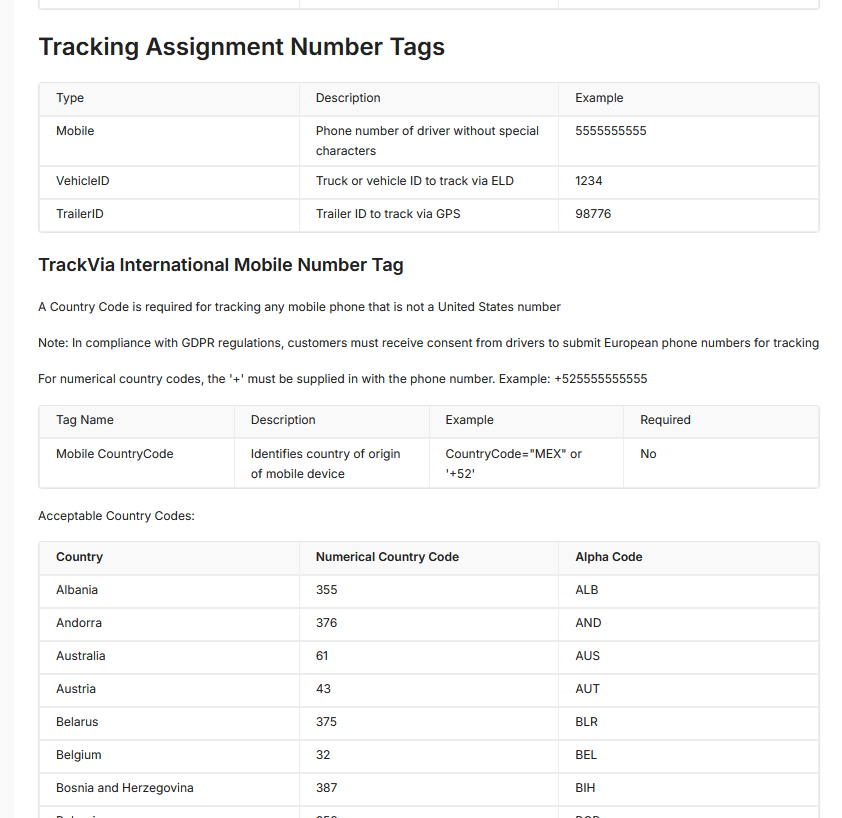 Tracking Assignment Number Tags
Type Description Example
Mobile Phone number of driver without special 5555555555
characters
VehicleID Truck or vehicle ID to track via ELD 1234
TrailerID Trailer ID to track via GPS 98776
TrackVia International Mobile Number Tag
A Country Code is required for tracking any mobile phone that is not a United States number
Note: In compliance with GDPR regulations, customers must receive consent from drivers to submit European phone numbers for tracking
For numerical country codes, the '+' must be supplied in with the phone number. Example: +525555555555
Tag Name Description Example Required
Mobile CountryCode Identifies country of origin CountryCode="MEX" or No
of mobile device '+52'
Acceptable Country Codes:
Country Numerical Country Code Alpha Code
Albania 355 ALB
Andorra 376 AND
Australia 61 AUS
Austria 43 AUT
Belarus 375 BLR
Belgium 32 BEL
Bosnia and Herzegovina 387 BIH